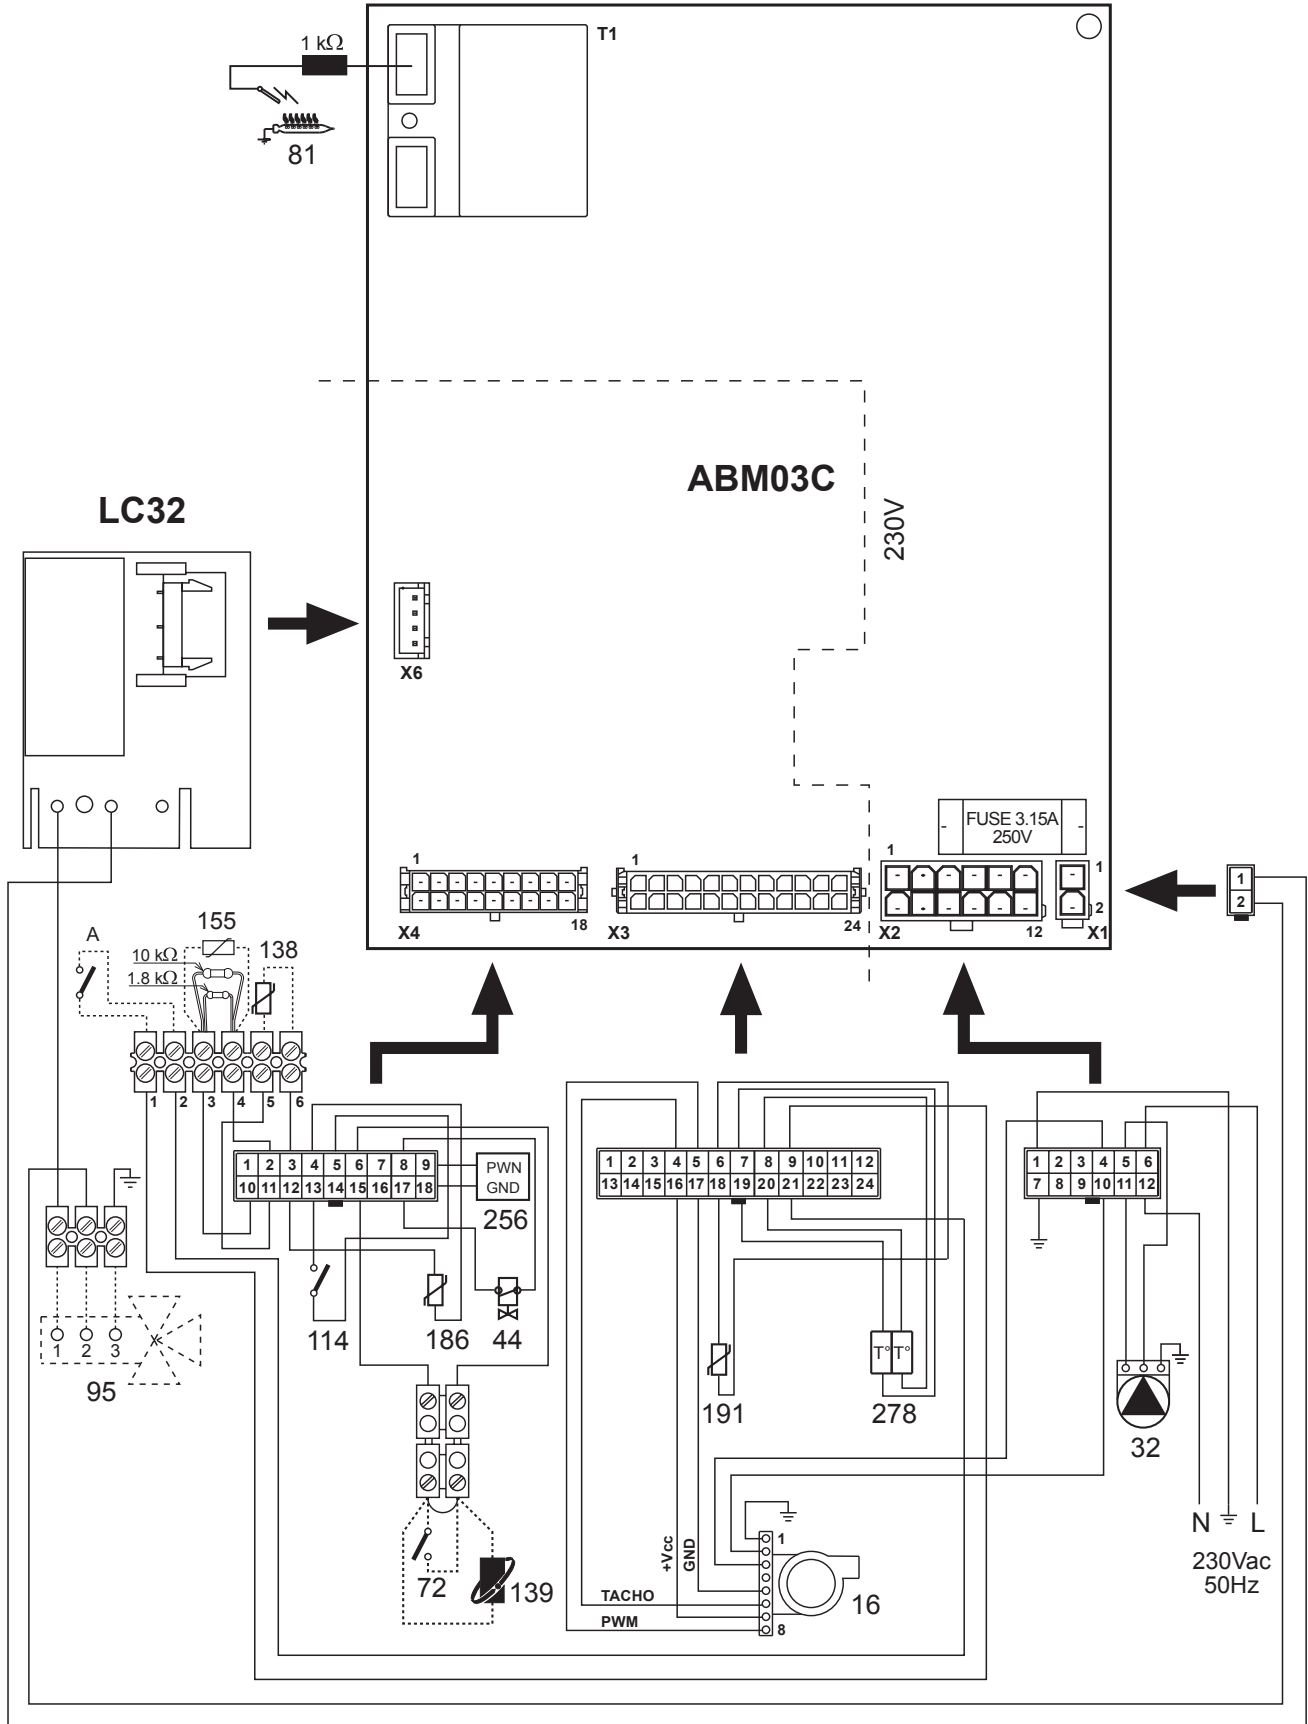 T1
1 kΩ
81
ABM03C
LC32
230V
X6
FUSE 3.15A
250V
1
1
1
1
2
1
2
X4
18
X3
24
X2
12
X1
A
155
138
10 kΩ
1.8 kΩ
1 2 3 4 5 6
1 2 3 4 5 6 7 8 9
10 11 12 13 14 15 16 17 18
PWN
GND
256
1 2 3 4 5 6 7 8 9 10 11 12
13 14 15 16 17 18 19 20 21 22 23 24
1 2 3 4 5 6
7 8 9 10 11 12
114
186
44
1 2 3
X
95
T° T°
191
278
32
N L
230Vac
50Hz
+Vcc
GND
1
72
139
TACHO
PWM
8
16